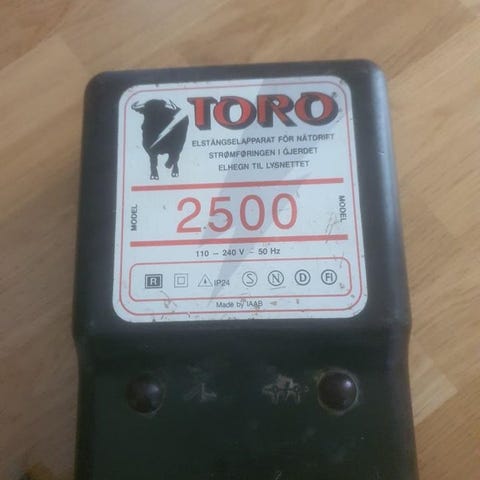 TORO
ELSTÄNGSELAPPARAT FÖR NÄTDRIFT
STRØMFØRINGEN I GJERDET
ELHEGN TIL LYSNETTET
MODEL 2500 MODEL
110 – 240 V – 50 Hz
R IP24 S N D FI
Made by IAAB